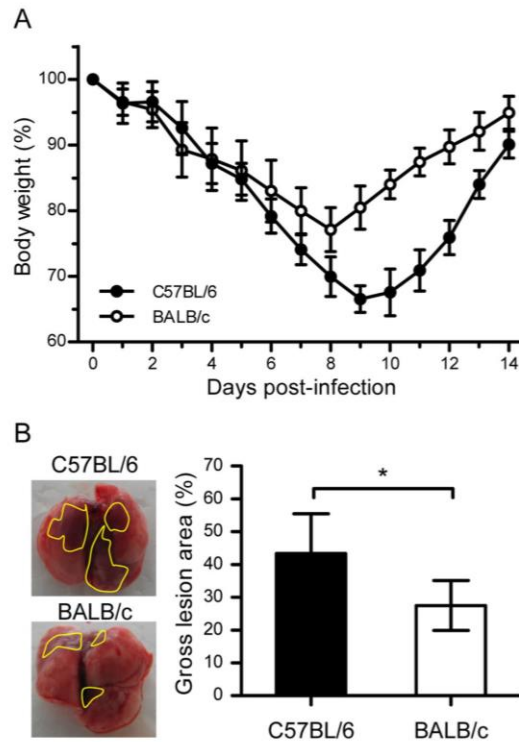 A
Body weight (%)
100
90
80
70
60
C57BL/6
BALB/c
0 2 4 6 8 10 12 14
Days post-infection
B
C57BL/6
BALB/c
Gross lesion area (%)
70
60
50
40
30
20
10
0
*
C57BL/6 BALB/c